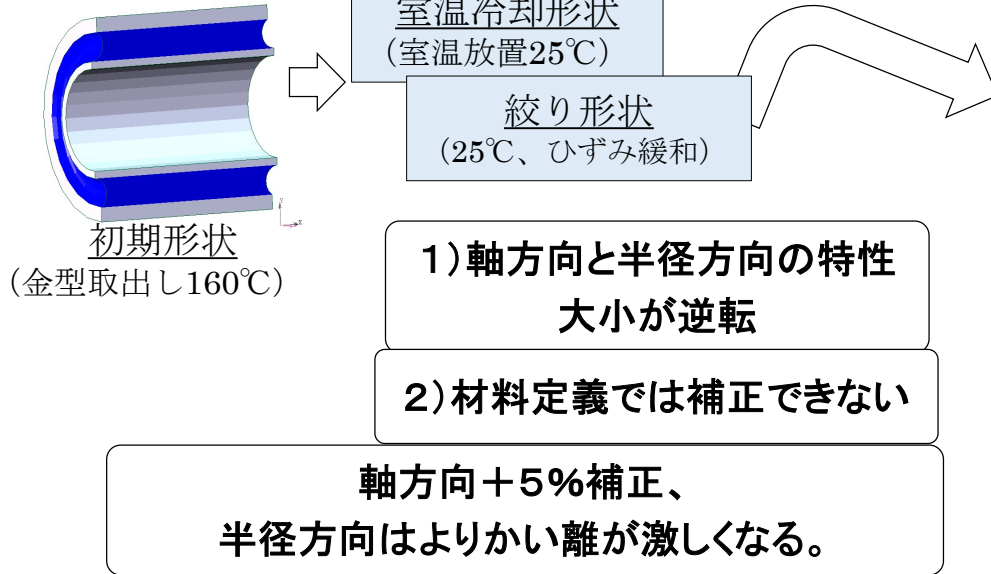 室温冷却形状
（室温放置25℃）
絞り形状
（25℃、ひずみ緩和）
初期形状
（金型取出し160℃）
１）軸方向と半径方向の特性
大小が逆転
２）材料定義では補正できない
軸方向＋５％補正、
半径方向はよりかい離が激しくなる。